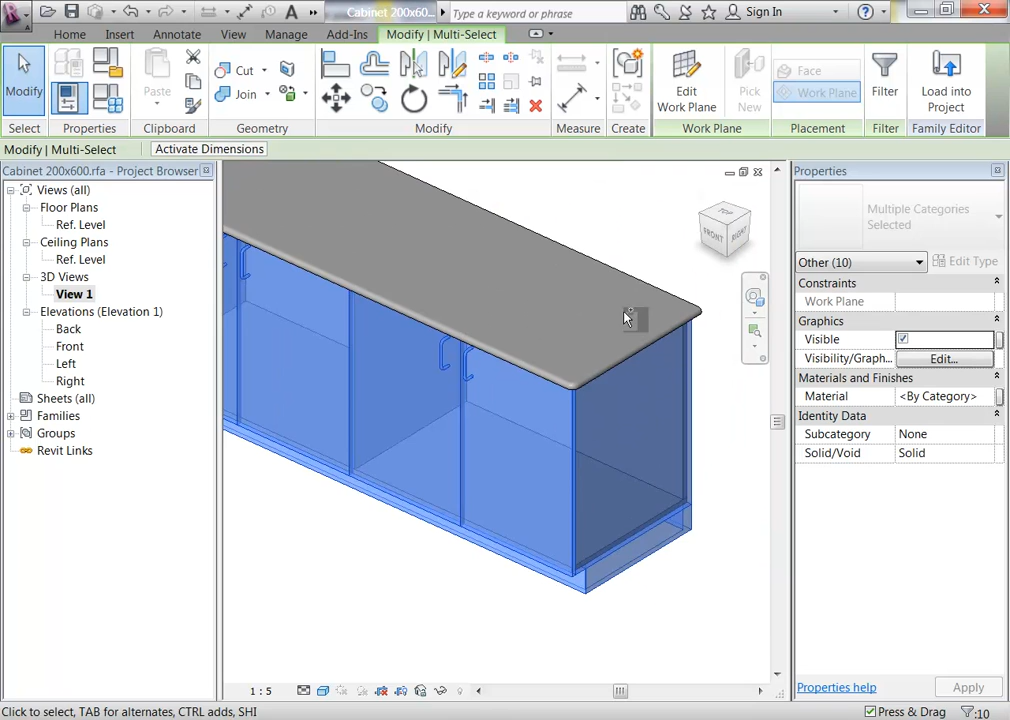 Cabinet 200x60... Type a keyword or phrase Sign In
Home Insert Annotate View Manage Add-Ins Modify | Multi-Select
Modify Paste Cut Join Edit Work Plane Pick New Face Work Plane Filter Load into Project
Select Properties Clipboard Geometry Modify Measure Create Work Plane Placement Filter Family Editor
Modify | Multi-Select Activate Dimensions
Cabinet 200x600.rfa - Project Browser
Views (all)
Floor Plans
Ref. Level
Ceiling Plans
Ref. Level
3D Views
View 1
Elevations (Elevation 1)
Back
Front
Left
Right
Sheets (all)
Families
Groups
Revit Links
TOP
FRONT RIGHT
Properties
Multiple Categories
Selected
Other (10) Edit Type
Constraints
Work Plane
Graphics
Visible
Visibility/Graph... Edit...
Materials and Finishes
Material <By Category>
Identity Data
Subcategory None
Solid/Void Solid
Properties help Apply
1 : 5
Click to select, TAB for alternates, CTRL adds, SHI Press & Drag :10